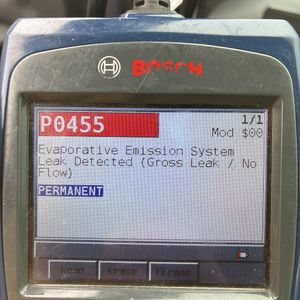 BOSCH
P0455
1/1
Mod $00
Evaporative Emission System
Leak Detected (Gross Leak / No
Flow)
PERMANENT
Read Erase FFrame